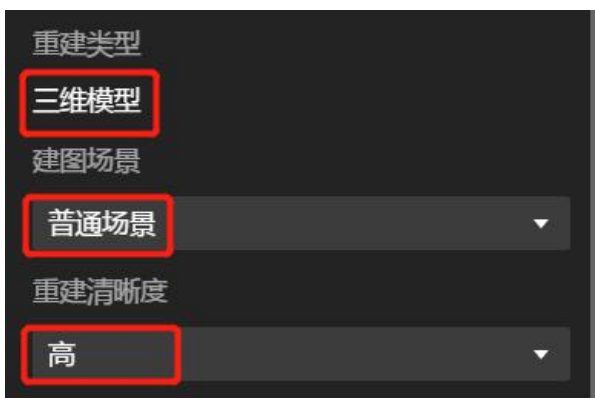 重建类型
三维模型
建图场景
普通场景
重建清晰度
高